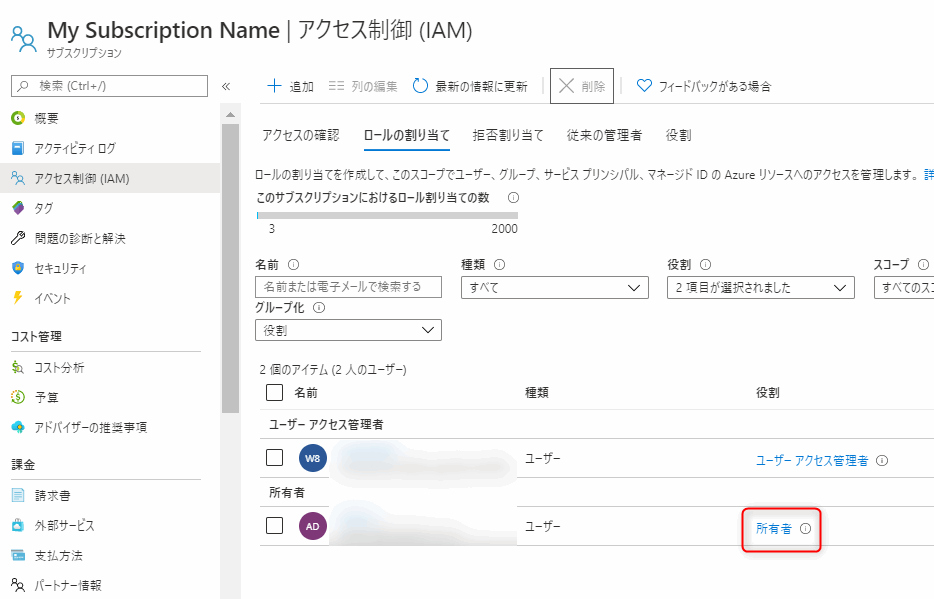 My Subscription Name | アクセス制御 (IAM)
サブスクリプション
検索 (Ctrl+/)
概要
アクティビティ ログ
アクセス制御 (IAM)
タグ
問題の診断と解決
セキュリティ
イベント
コスト管理
コスト分析
予算
アドバイザーの推奨事項
課金
請求書
外部サービス
支払方法
パートナー情報
追加 列の編集 最新の情報に更新 削除 フィードバックがある場合
アクセスの確認 ロールの割り当て 拒否割り当て 従来の管理者 役割
ロールの割り当てを作成して、このスコープでユーザー、グループ、サービス プリンシパル、マネージド ID の Azure リソースへのアクセスを管理します。詳
このサブスクリプションにおけるロール割り当ての数
3 2000
名前 種類 役割 スコープ
名前または電子メールで検索する すべて 2 項目が選択されました すべてのスコ
グループ化
役割
2 個のアイテム (2 人のユーザー)
名前 種類 役割
ユーザー アクセス管理者
W8 ユーザー ユーザー アクセス管理者
所有者
AD ユーザー 所有者